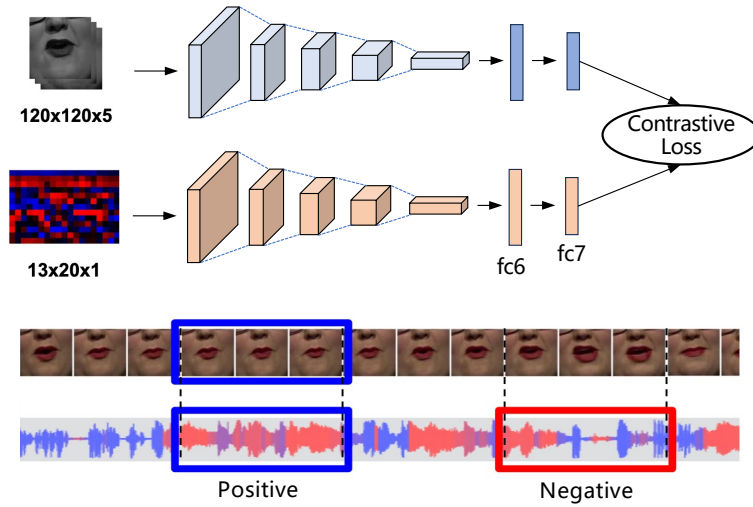 120x120x5
Contrastive
Loss
13x20x1
fc6
fc7
Positive
Negative